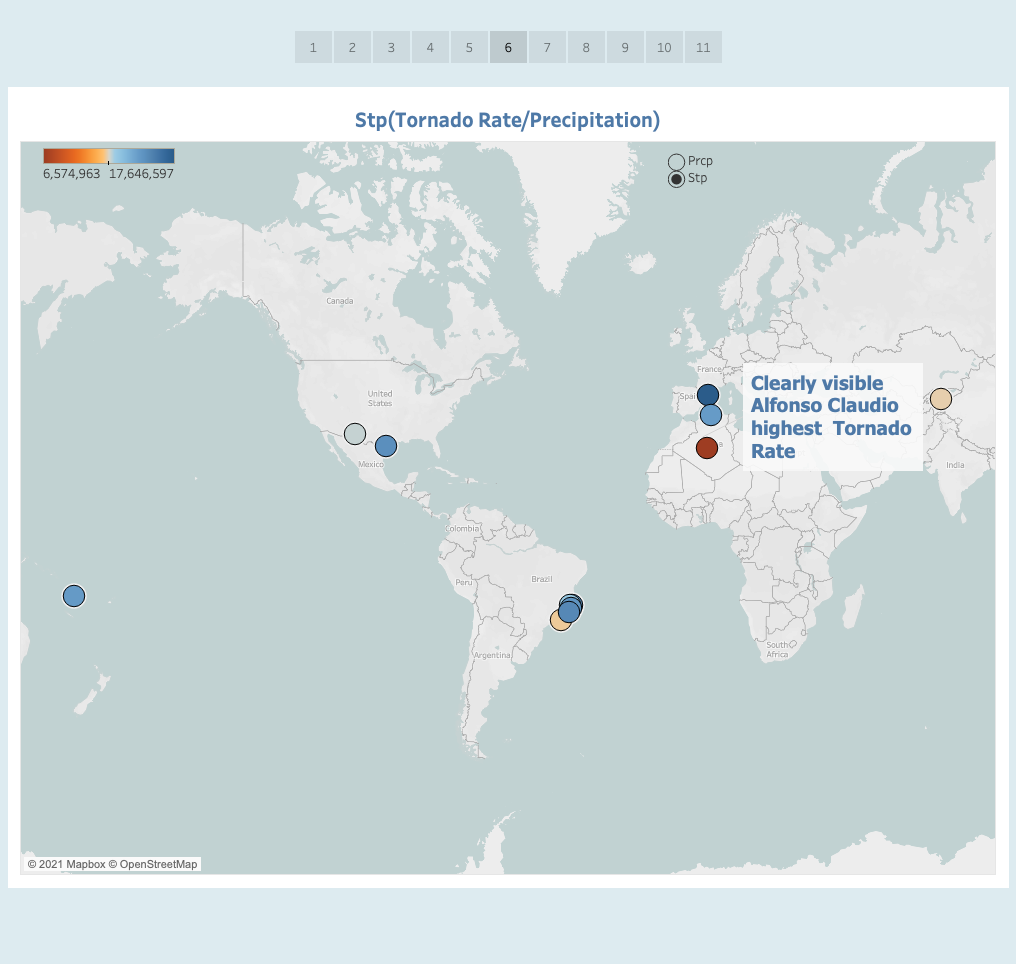 1 2 3 4 5 6 7 8 9 10 11
Stp(Tornado Rate/Precipitation)
6,574,963 17,646,597
Prcp
Stp
Canada
France
United
States
Spai
Clearly visible
Alfonso Claudio
highest Tornado
Rate
Mexico
India
Colombia
Peru
Brazil
Argentina
South
Africa
© 2021 Mapbox © OpenStreetMap